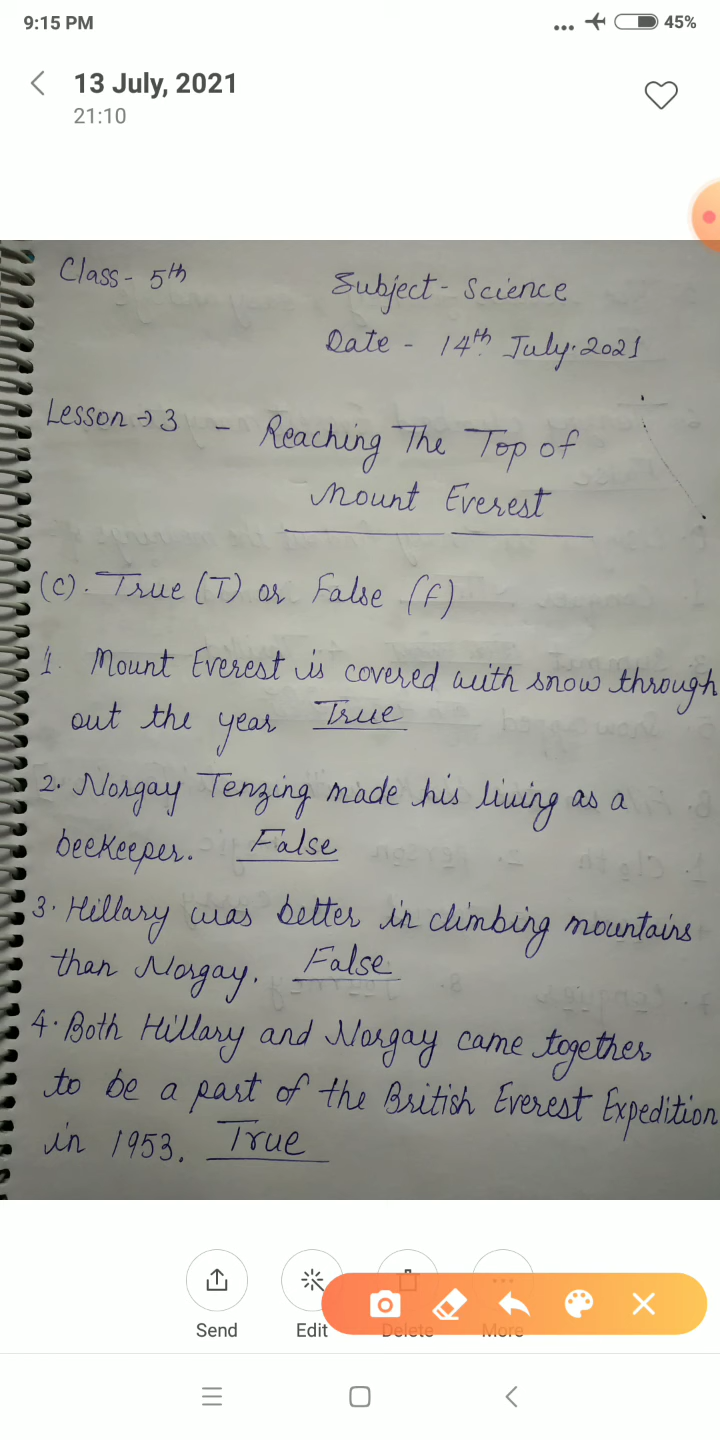 9:15 PM
45%
13 July, 2021
21:10
Class - 5th
Subject - Science
Date - 14th July. 2021
Lesson → 3 - Reaching The Top of
Mount Everest
(C). True (T) or False (f)
1. Mount Everest is covered with snow through
out the year True
2. Norgay Tenzing made his living as a
beekeeper. False
3. Hillary was better in climbing mountains
than Norgay. False
4. Both Hillary and Norgay came together
to be a part of the British Everest Expedition
in 1953. True
Send
Edit
Delete
More